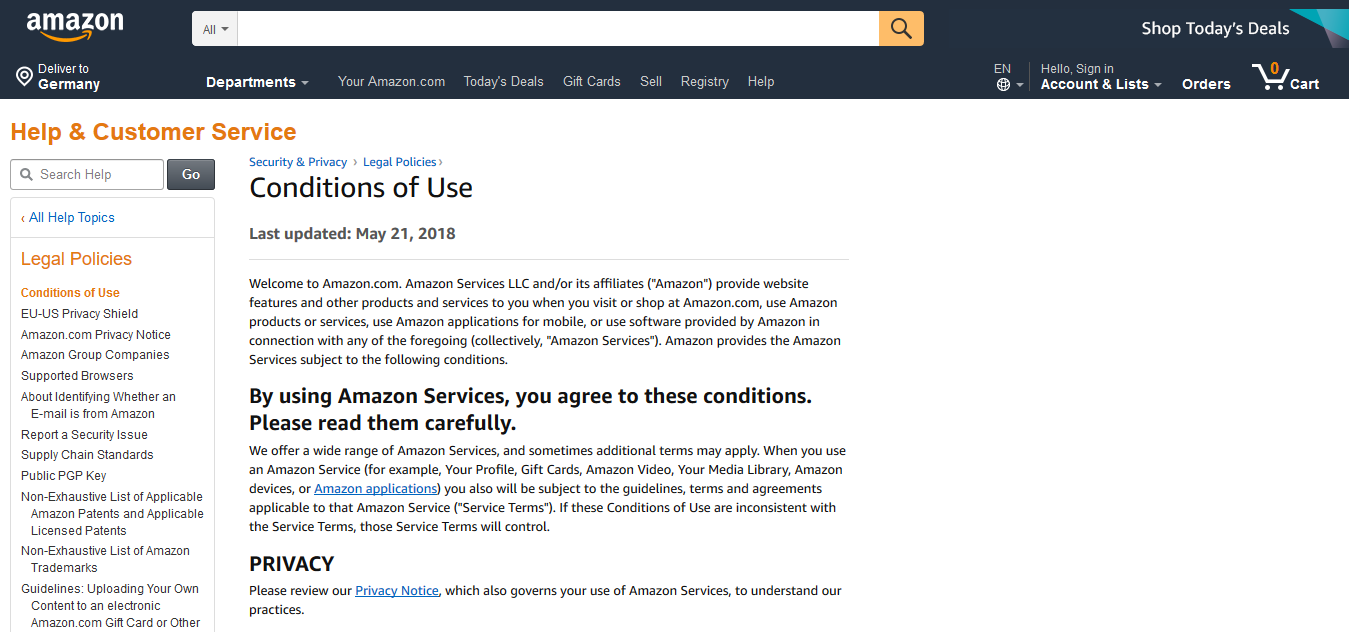 amazon
All
Shop Today's Deals
Deliver to
Germany
Departments
Your Amazon.com
Today's Deals
Gift Cards
Sell
Registry
Help
EN
Hello, Sign in
Account & Lists
Orders
0
Cart
Help & Customer Service
Search Help
Go
‹ All Help Topics
Legal Policies
Conditions of Use
EU-US Privacy Shield
Amazon.com Privacy Notice
Amazon Group Companies
Supported Browsers
About Identifying Whether an
E-mail is from Amazon
Report a Security Issue
Supply Chain Standards
Public PGP Key
Non-Exhaustive List of Applicable
Amazon Patents and Applicable
Licensed Patents
Non-Exhaustive List of Amazon
Trademarks
Guidelines: Uploading Your Own
Content to an electronic
Amazon.com Gift Card or Other
Security & Privacy › Legal Policies ›
Conditions of Use
Last updated: May 21, 2018
Welcome to Amazon.com. Amazon Services LLC and/or its affiliates ("Amazon") provide website
features and other products and services to you when you visit or shop at Amazon.com, use Amazon
products or services, use Amazon applications for mobile, or use software provided by Amazon in
connection with any of the foregoing (collectively, "Amazon Services"). Amazon provides the Amazon
Services subject to the following conditions.
By using Amazon Services, you agree to these conditions.
Please read them carefully.
We offer a wide range of Amazon Services, and sometimes additional terms may apply. When you use
an Amazon Service (for example, Your Profile, Gift Cards, Amazon Video, Your Media Library, Amazon
devices, or Amazon applications) you also will be subject to the guidelines, terms and agreements
applicable to that Amazon Service ("Service Terms"). If these Conditions of Use are inconsistent with
the Service Terms, those Service Terms will control.
PRIVACY
Please review our Privacy Notice, which also governs your use of Amazon Services, to understand our
practices.